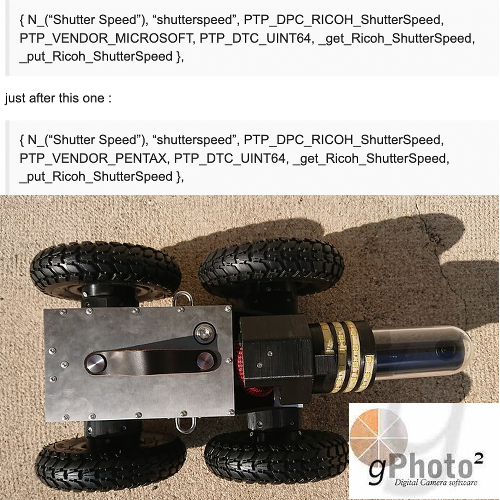 { N_(“Shutter Speed”), “shutterspeed”, PTP_DPC_RICOH_ShutterSpeed,
PTP_VENDOR_MICROSOFT, PTP_DTC_UINT64, _get_Ricoh_ShutterSpeed,
_put_Ricoh_ShutterSpeed },
just after this one :
{ N_(“Shutter Speed”), “shutterspeed”, PTP_DPC_RICOH_ShutterSpeed,
PTP_VENDOR_PENTAX, PTP_DTC_UINT64, _get_Ricoh_ShutterSpeed,
_put_Ricoh_ShutterSpeed },
gPhoto²
Digital Camera software